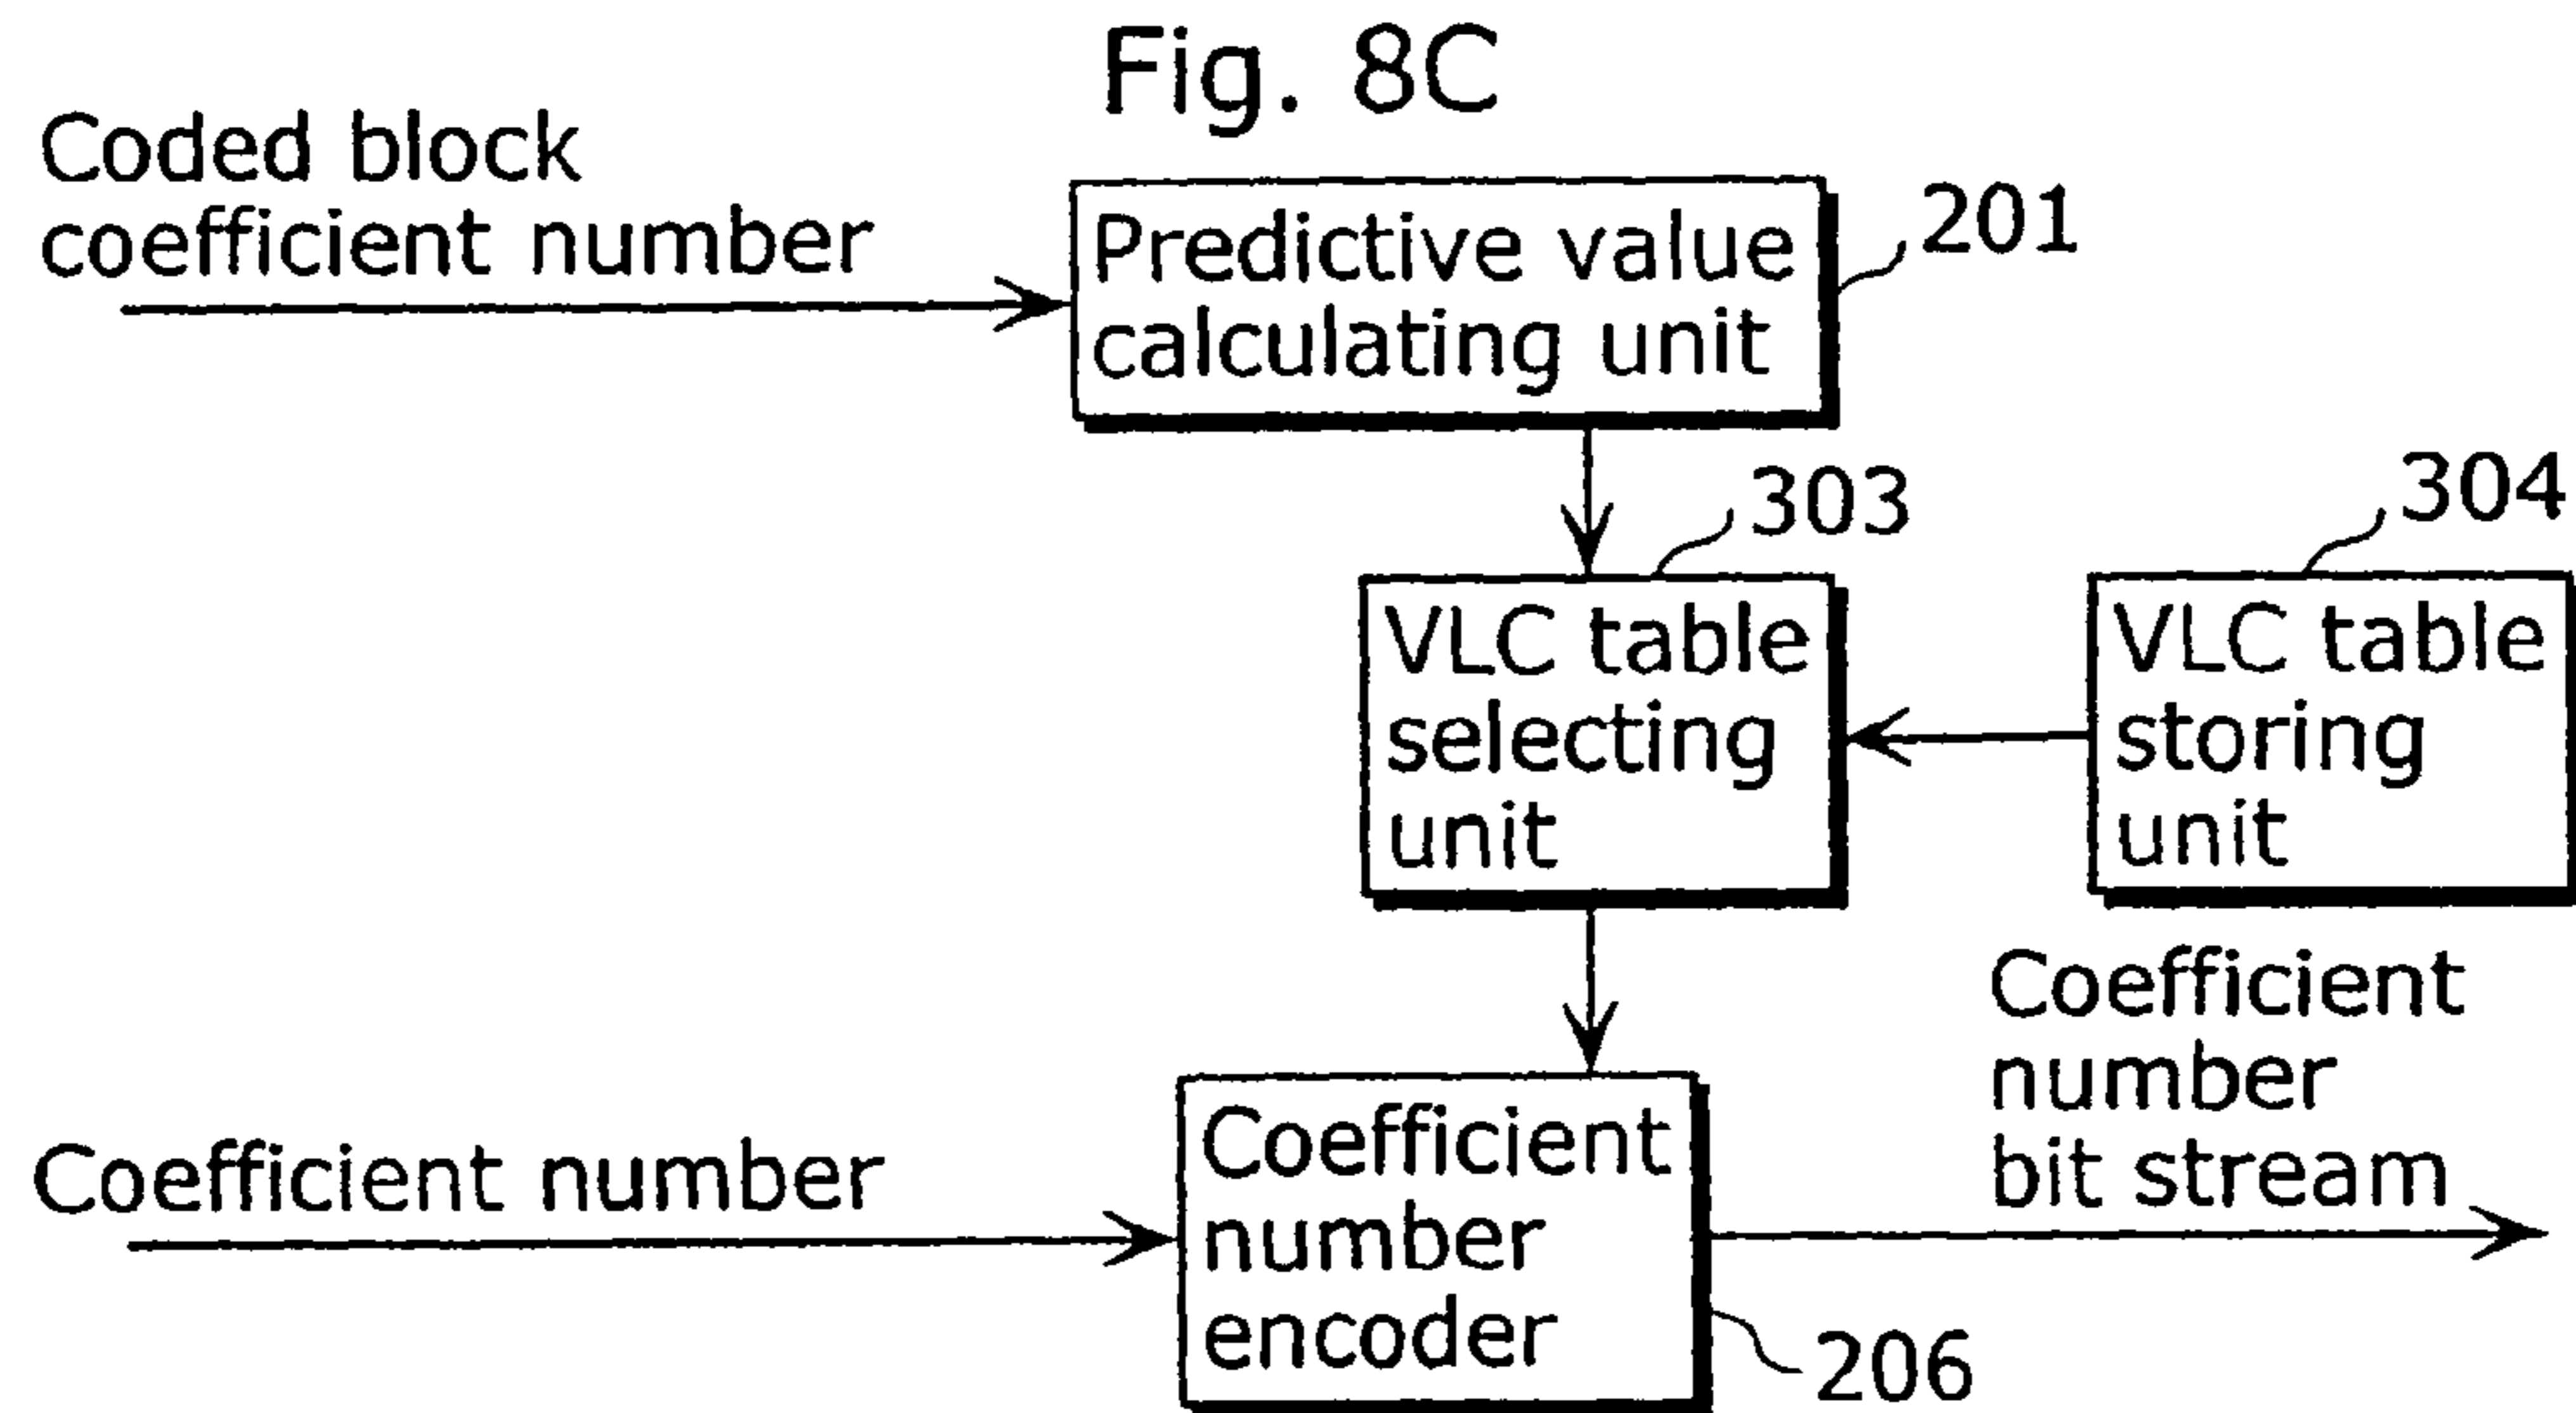 Fig. 8C
Coded block
coefficient number
Predictive value
calculating unit
201
303
304
VLC table
selecting
unit
VLC table
storing
unit
Coefficient number
Coefficient
number
encoder
206
Coefficient
number
bit stream